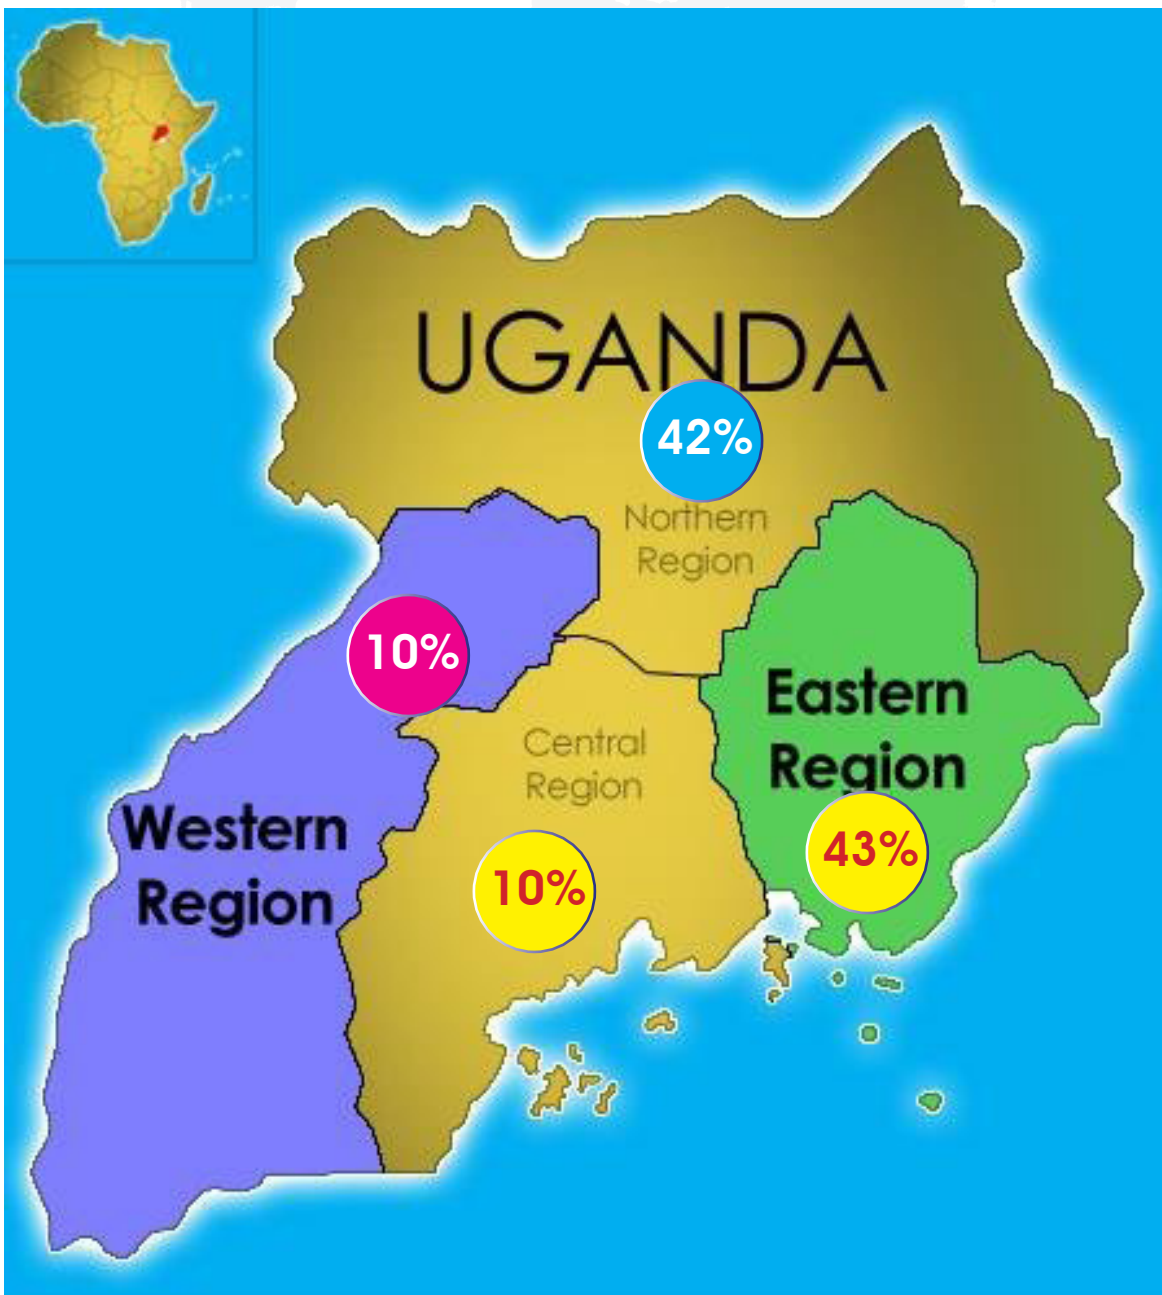 UGANDA
42%
Northern
Region
10%
Eastern
Region
Central
Region
Western
Region
43%
10%